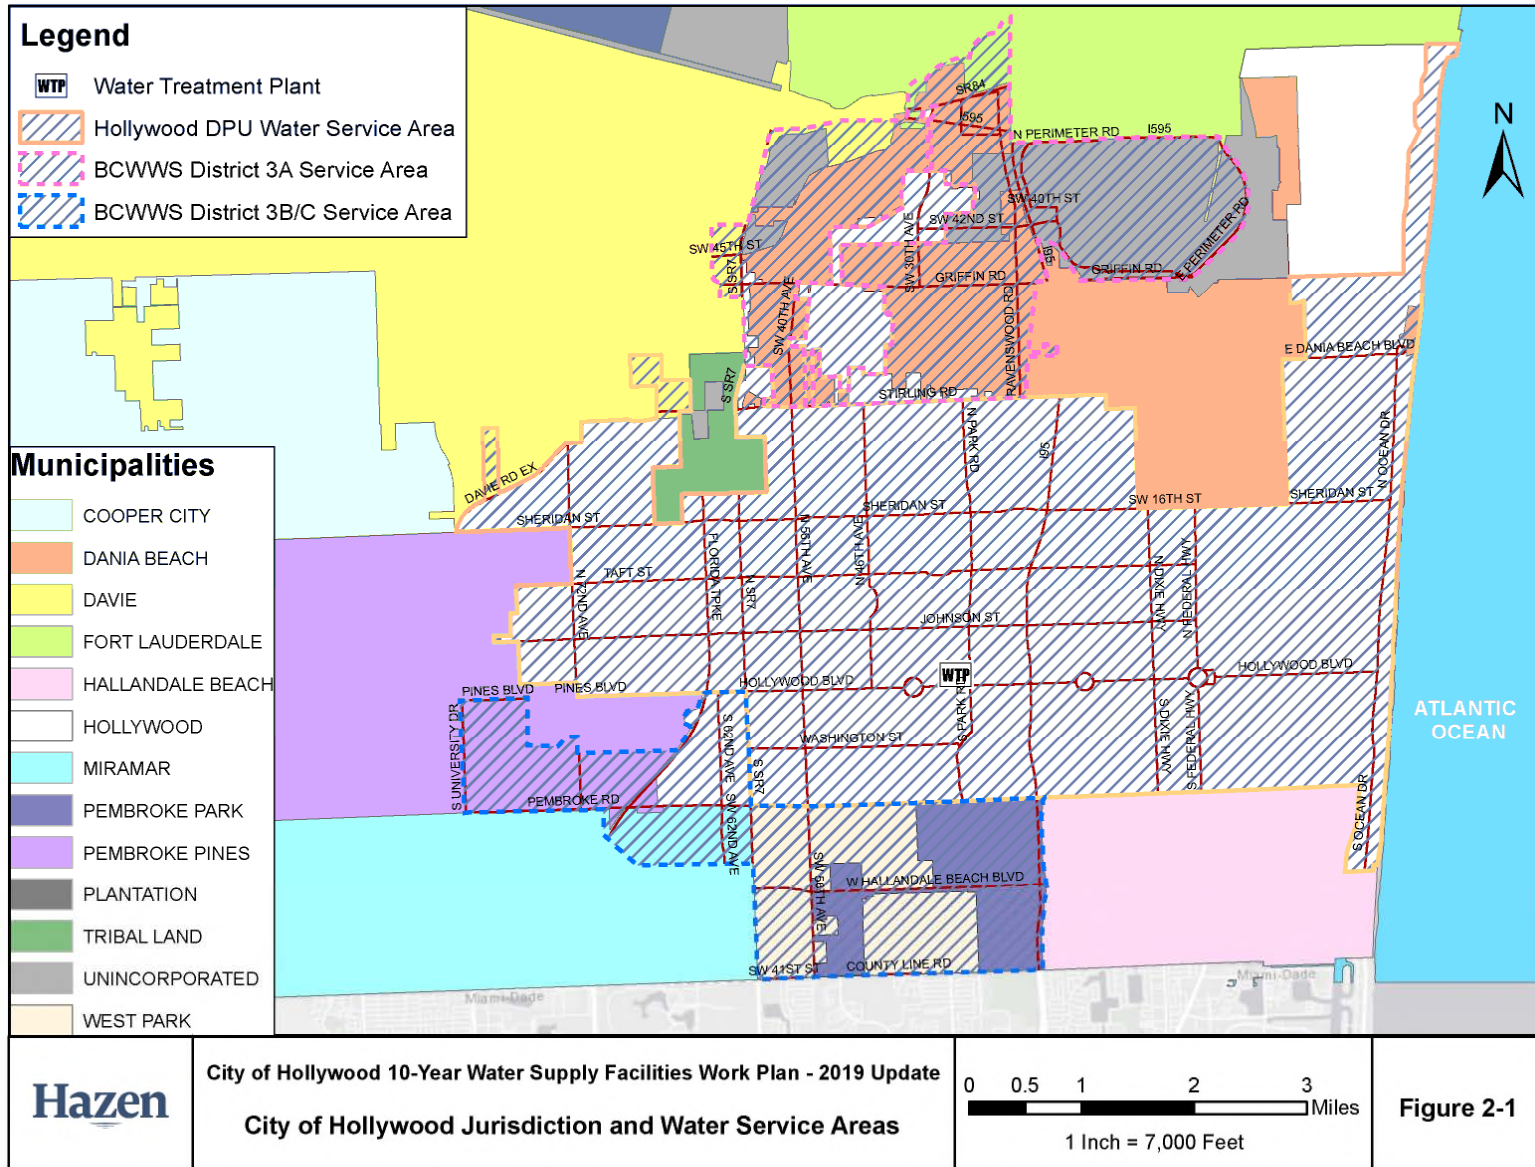 Legend
WTP Water Treatment Plant
Hollywood DPU Water Service Area
BCWWS District 3A Service Area
BCWWS District 3B/C Service Area
N
SR84
I595
N PERIMETER RD
I595
SW 40TH ST
SW 42ND ST
SW 45TH ST
S SR7
SW 30TH AVE
I95
GRIFFIN RD
GRIFFIN RD
E PERIMETER RD
SW 40TH AVE
RAVENSWOOD RD
E DANIA BEACH BLVD
S SR7
STIRLING RD
N PARK RD
I95
N OCEAN DR
DAVIE RD EX
SHERIDAN ST
SHERIDAN ST
SW 16TH ST
SHERIDAN ST
N 72ND AVE
TAFT ST
FLORIDA TPKE
N SR7
N 56TH AVE
N 46TH AVE
N DIXIE HWY
N FEDERAL HWY
JOHNSON ST
WTP
HOLLYWOOD BLVD
HOLLYWOOD BLVD
PINES BLVD
PINES BLVD
S UNIVERSITY DR
S 62ND AVE
S SR7
WASHINGTON ST
S PARK RD
S DIXIE HWY
S FEDERAL HWY
ATLANTIC
OCEAN
PEMBROKE RD
SW 62ND AVE
S OCEAN DR
SW 56TH AVE
W HALLANDALE BEACH BLVD
SW 41ST ST
COUNTY LINE RD
Miami-Dade
Miami-Dade
Municipalities
COOPER CITY
DANIA BEACH
DAVIE
FORT LAUDERDALE
HALLANDALE BEACH
HOLLYWOOD
MIRAMAR
PEMBROKE PARK
PEMBROKE PINES
PLANTATION
TRIBAL LAND
UNINCORPORATED
WEST PARK
Hazen
City of Hollywood 10-Year Water Supply Facilities Work Plan - 2019 Update
City of Hollywood Jurisdiction and Water Service Areas
0 0.5 1 2 3
Miles
1 Inch = 7,000 Feet
Figure 2-1